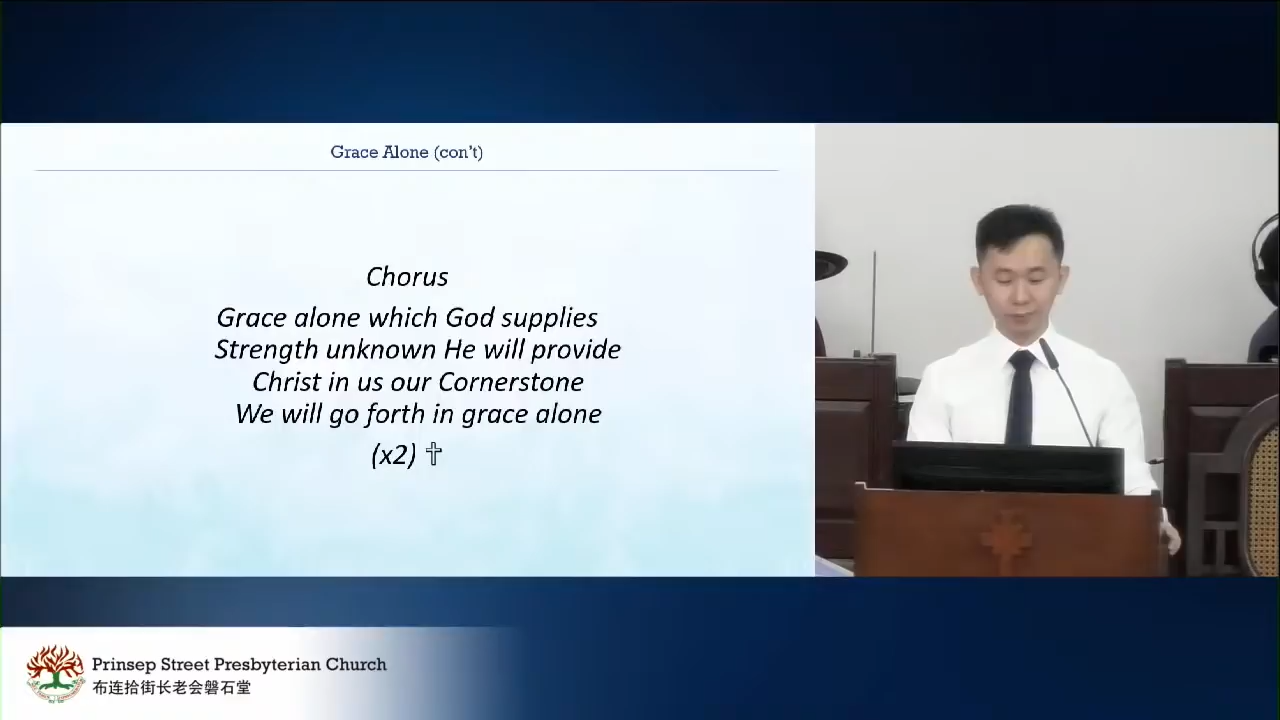 Grace Alone (con't)
Chorus
Grace alone which God supplies
Strength unknown He will provide
Christ in us our Cornerstone
We will go forth in grace alone
(x2) ✝
Prinsep Street Presbyterian Church
布连拾街长老会磐石堂